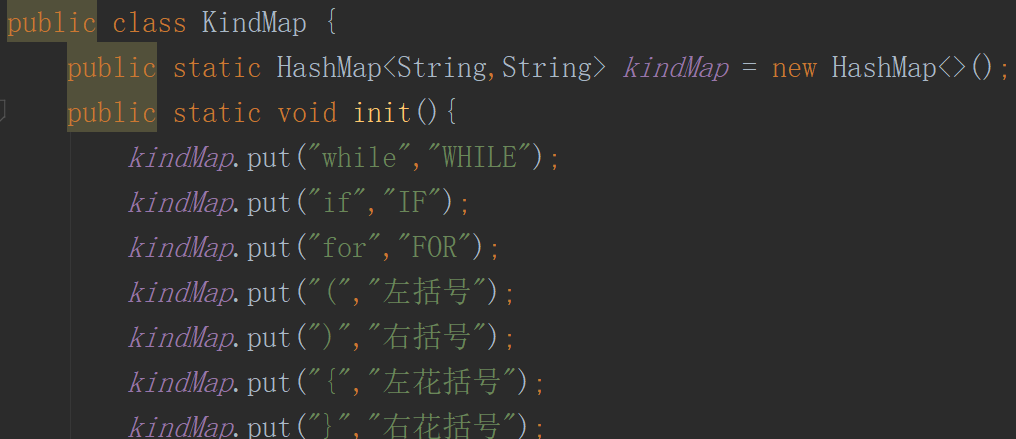 public class KindMap {
public static HashMap<String,String> kindMap = new HashMap<>();
public static void init(){
kindMap.put("while","WHILE");
kindMap.put("if","IF");
kindMap.put("for","FOR");
kindMap.put("(","左括号");
kindMap.put(")","右括号");
kindMap.put("{","左花括号");
kindMap.put("}","右花括号");